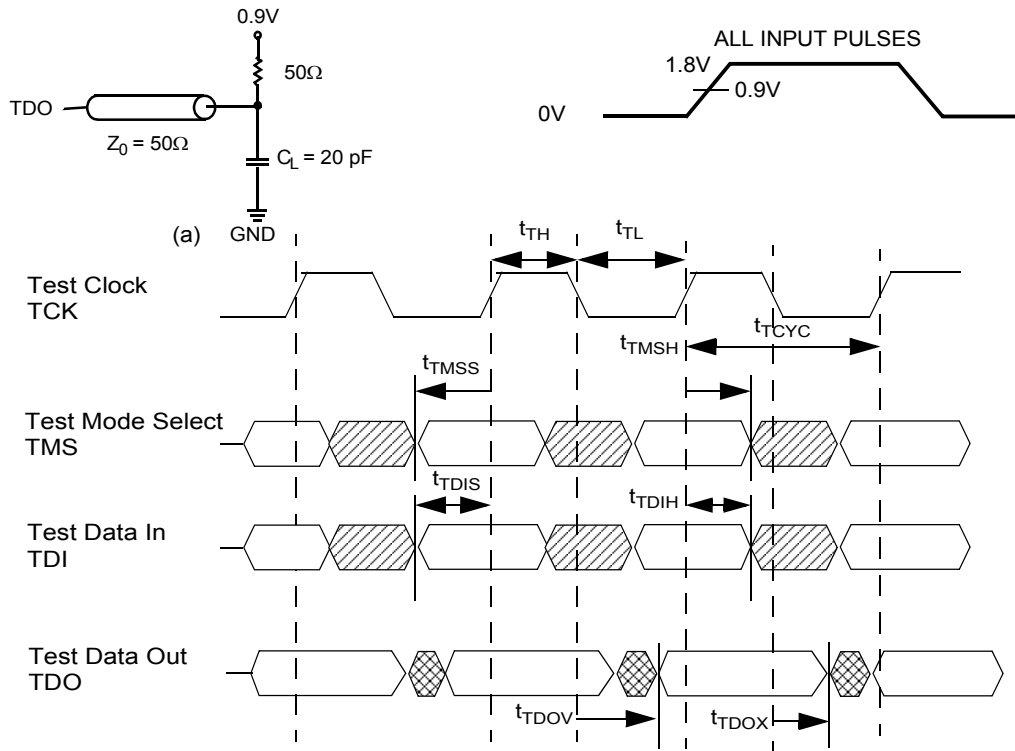 0.9V
50Ω
TDO
Z0 = 50Ω
CL = 20 pF
(a)
GND
ALL INPUT PULSES
1.8V
0.9V
0V
tTH
tTL
Test Clock
TCK
tTMSH
tTCYC
tTMSS
Test Mode Select
TMS
tTDIS
tTDIH
Test Data In
TDI
Test Data Out
TDO
tTDOV
tTDOX